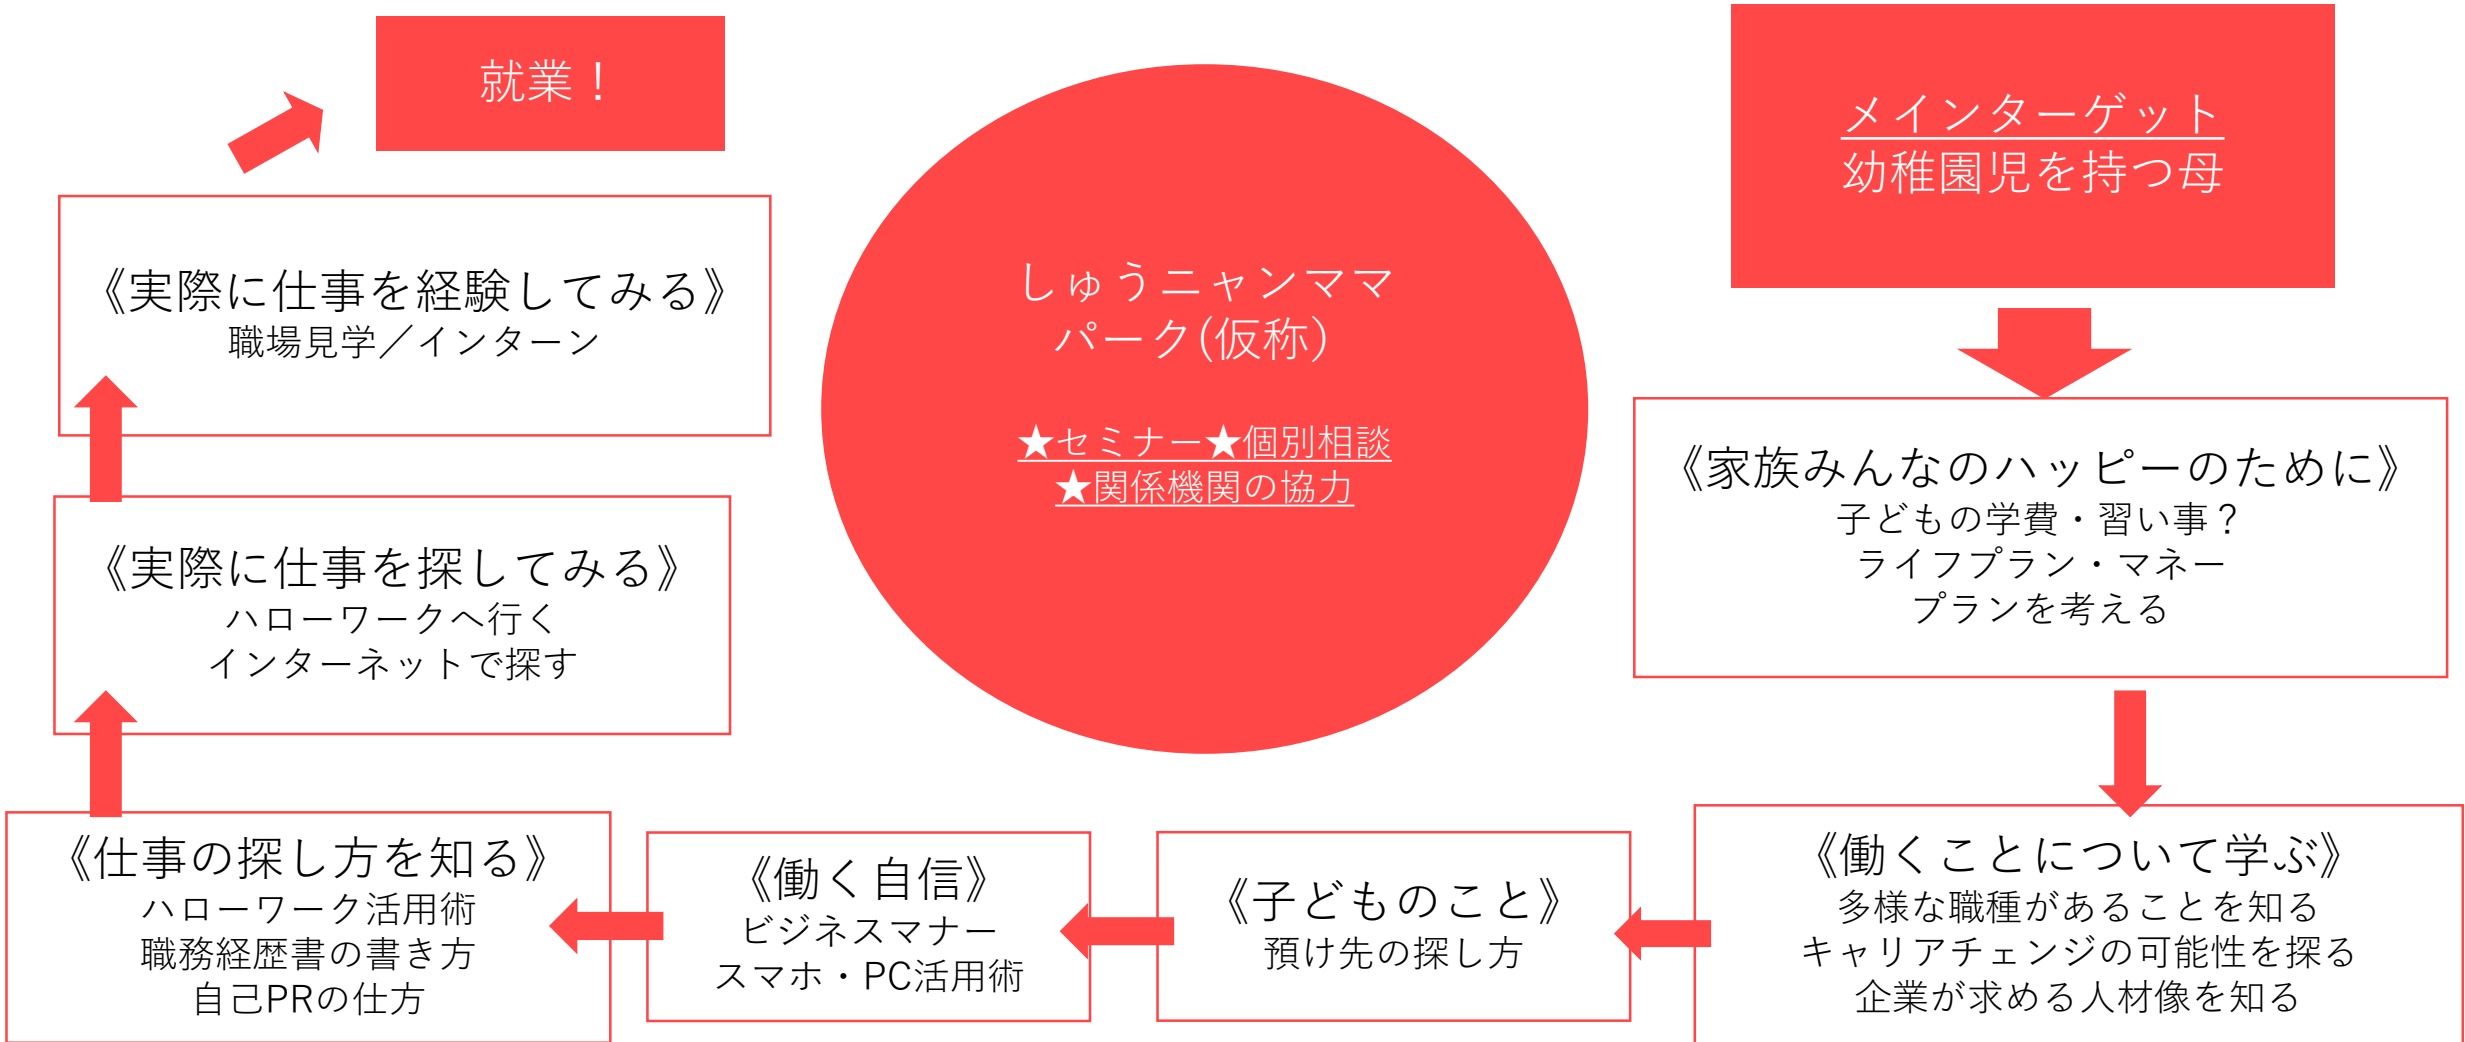 就業！
メインターゲット
幼稚園児を持つ母
しゅうニャンママ
パーク(仮称）
★セミナー★個別相談
★関係機関の協力
《家族みんなのハッピーのために》
子どもの学費・習い事？
ライフプラン・マネー
プランを考える
《働くことについて学ぶ》
多様な職種があることを知る
キャリアチェンジの可能性を探る
企業が求める人材像を知る
《子どものこと》
預け先の探し方
《働く自信》
ビジネスマナー
スマホ・PC活用術
《仕事の探し方を知る》
ハローワーク活用術
職務経歴書の書き方
自己PRの仕方
《実際に仕事を探してみる》
ハローワークへ行く
インターネットで探す
《実際に仕事を経験してみる》
職場見学／インターン